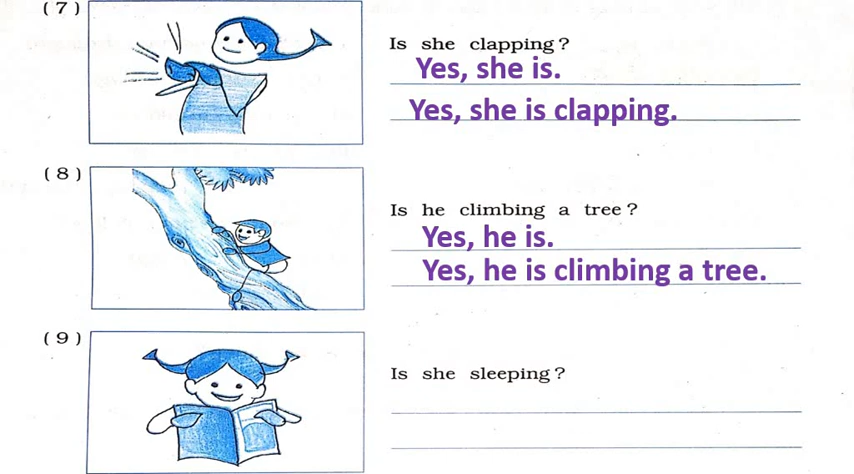 (7)
Is she clapping?
Yes, she is.
Yes, she is clapping.
(8)
Is he climbing a tree?
Yes, he is.
Yes, he is climbing a tree.
(9)
Is she sleeping?